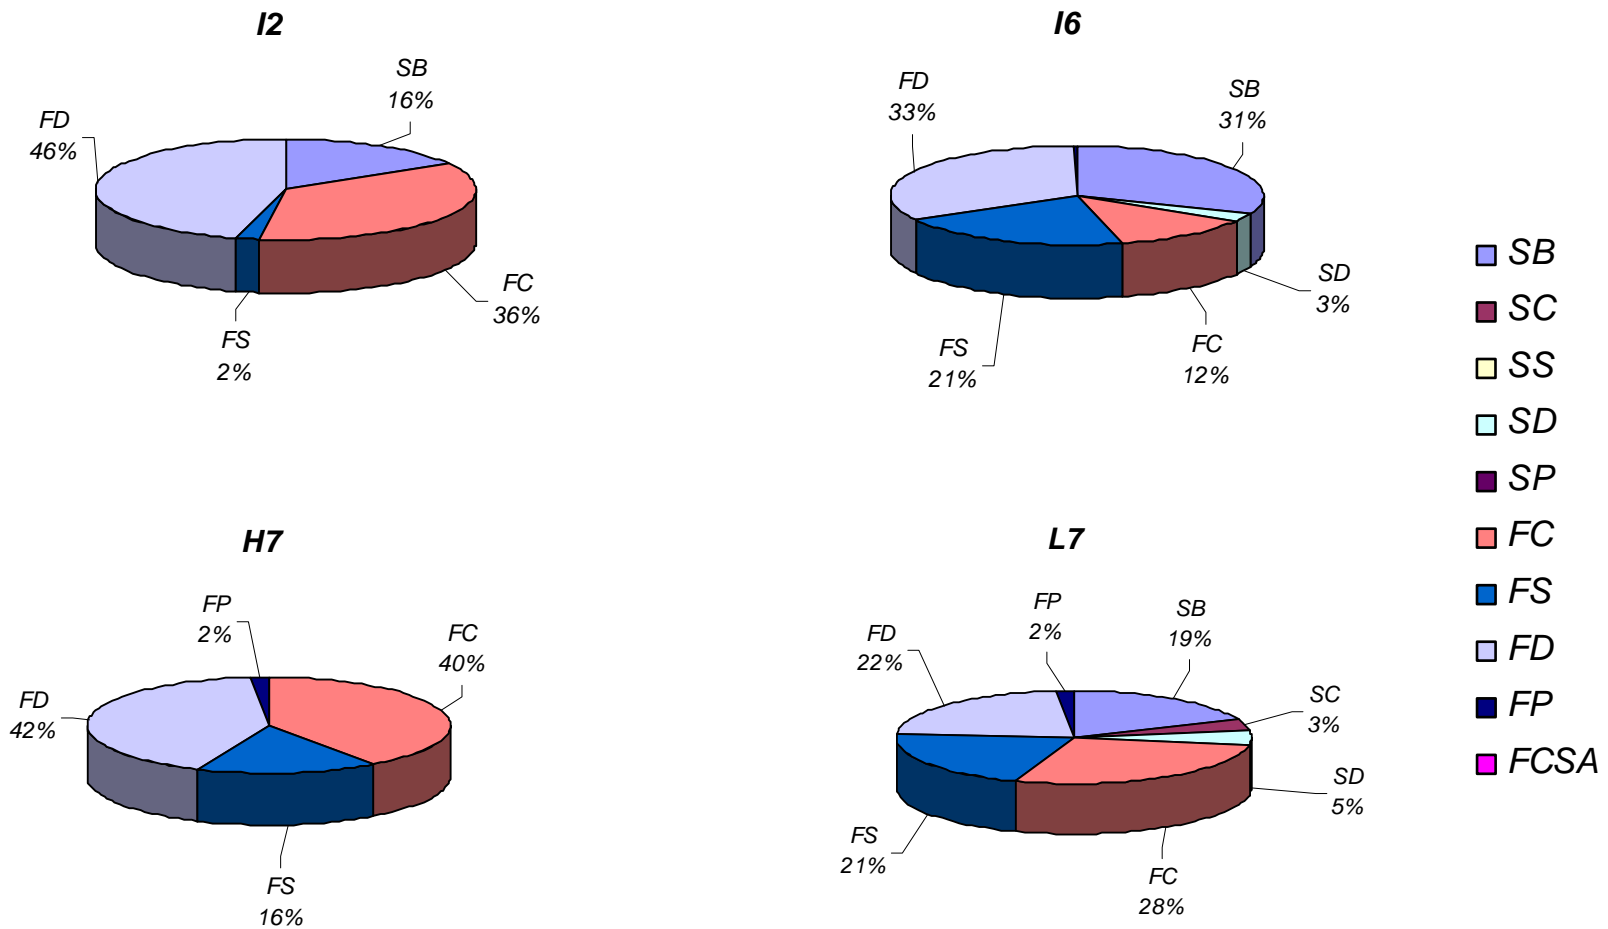 I2
SB
16%
FD
46%
FC
36%
FS
2%
I6
FD
33%
SB
31%
SD
3%
FC
12%
FS
21%
H7
FP
2%
FC
40%
FD
42%
FS
16%
L7
FP
2%
SB
19%
FD
22%
SC
3%
SD
5%
FS
21%
FC
28%
SB
SC
SS
SD
SP
FC
FS
FD
FP
FCSA